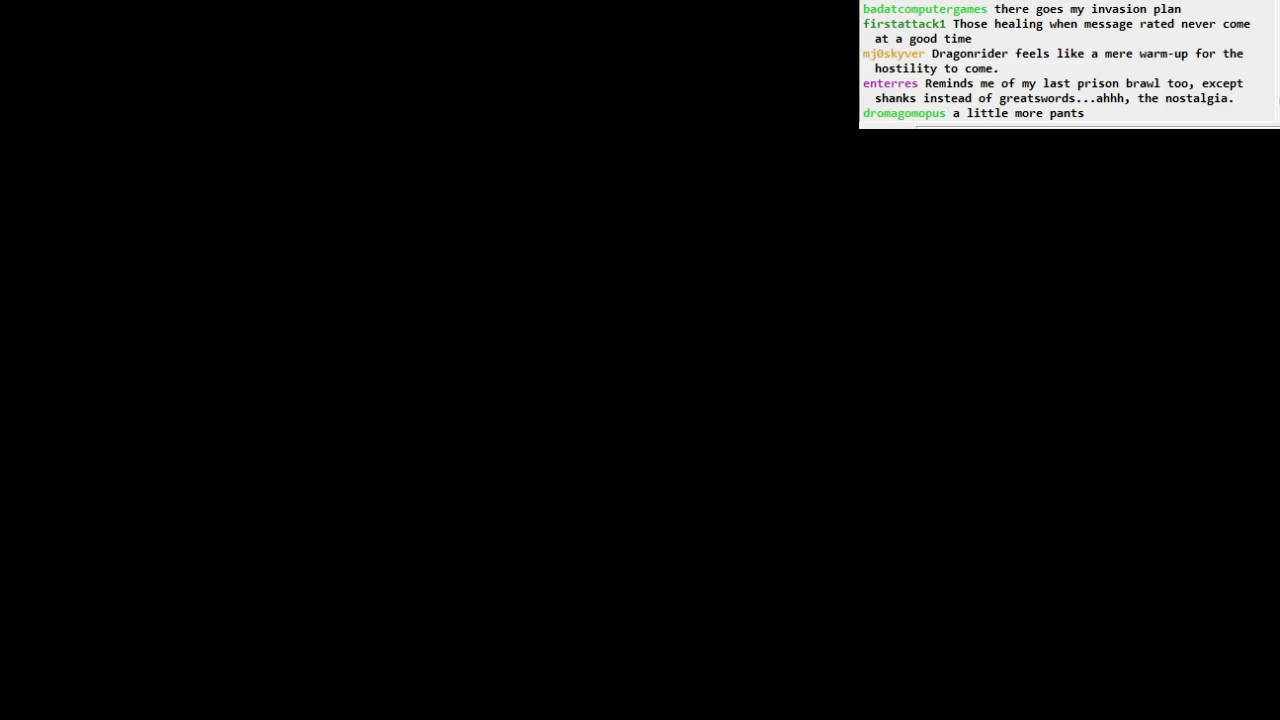 badatcomputergames there goes my invasion plan
firstattack1 Those healing when message rated never come
at a good time
mj0skyver Dragonrider feels like a mere warm-up for the
hostility to come.
enterres Reminds me of my last prison brawl too, except
shanks instead of greatswords...ahhh, the nostalgia.
dromagomopus a little more pants